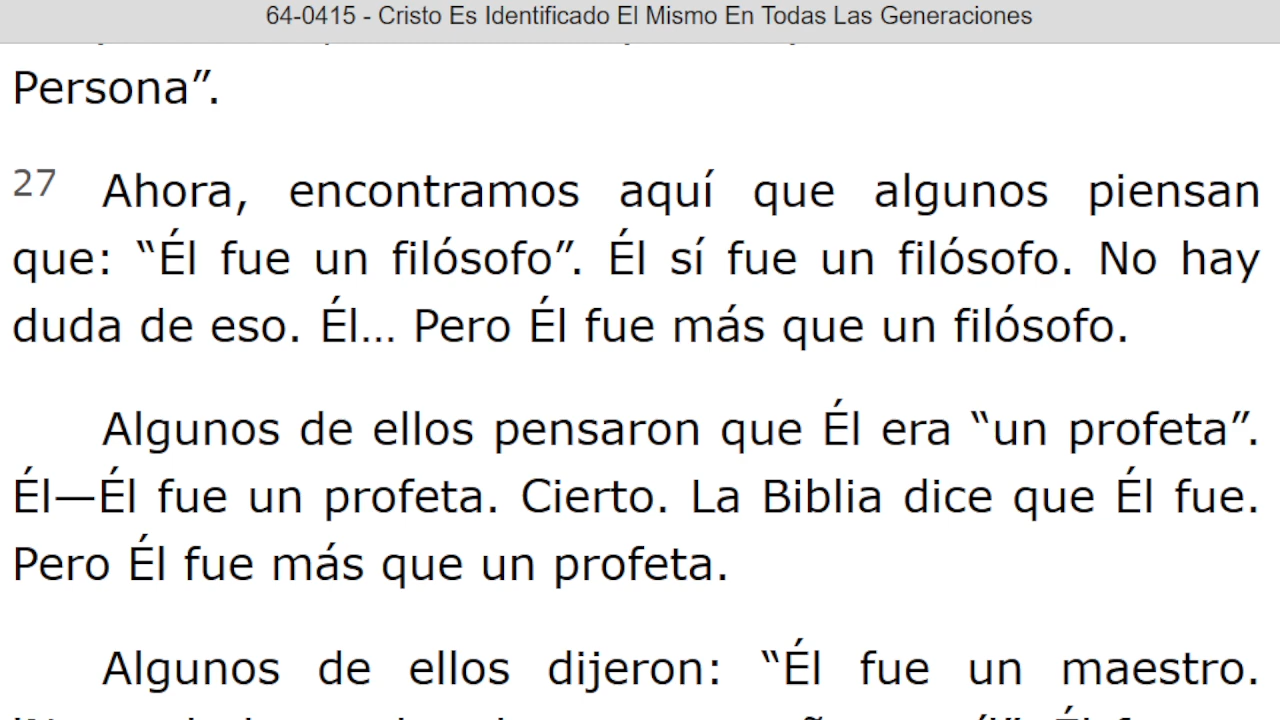 64-0415 - Cristo Es Identificado El Mismo En Todas Las Generaciones
Persona”.
27 Ahora, encontramos aquí que algunos piensan
que: “Él fue un filósofo”. Él sí fue un filósofo. No hay
duda de eso. Él... Pero Él fue más que un filósofo.
Algunos de ellos pensaron que Él era “un profeta”.
Él—Él fue un profeta. Cierto. La Biblia dice que Él fue.
Pero Él fue más que un profeta.
Algunos de ellos dijeron: “Él fue un maestro.